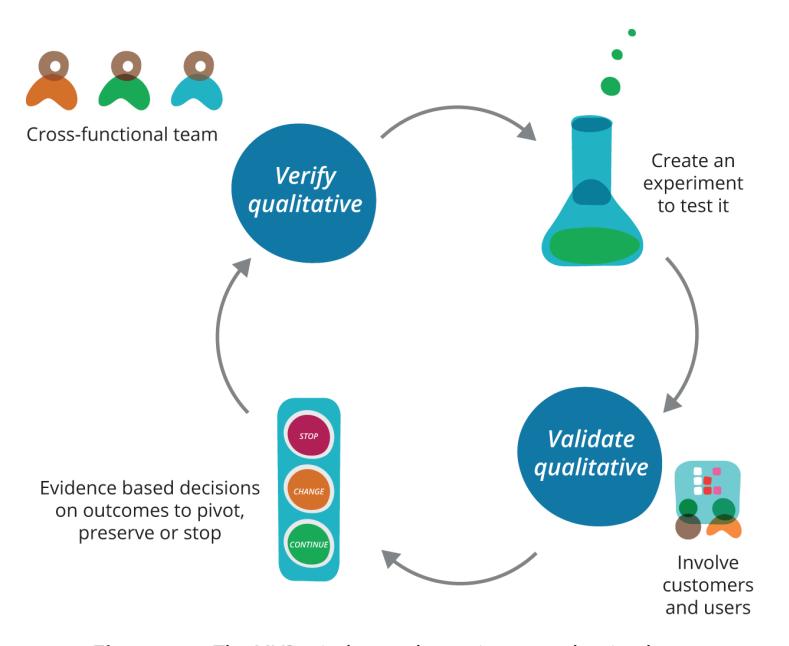 Cross-functional team
Verify
qualitative
Create an
experiment
to test it
Validate
qualitative
Involve
customers
and users
STOP
CHANGE
CONTINUE
Evidence based decisions
on outcomes to pivot,
preserve or stop